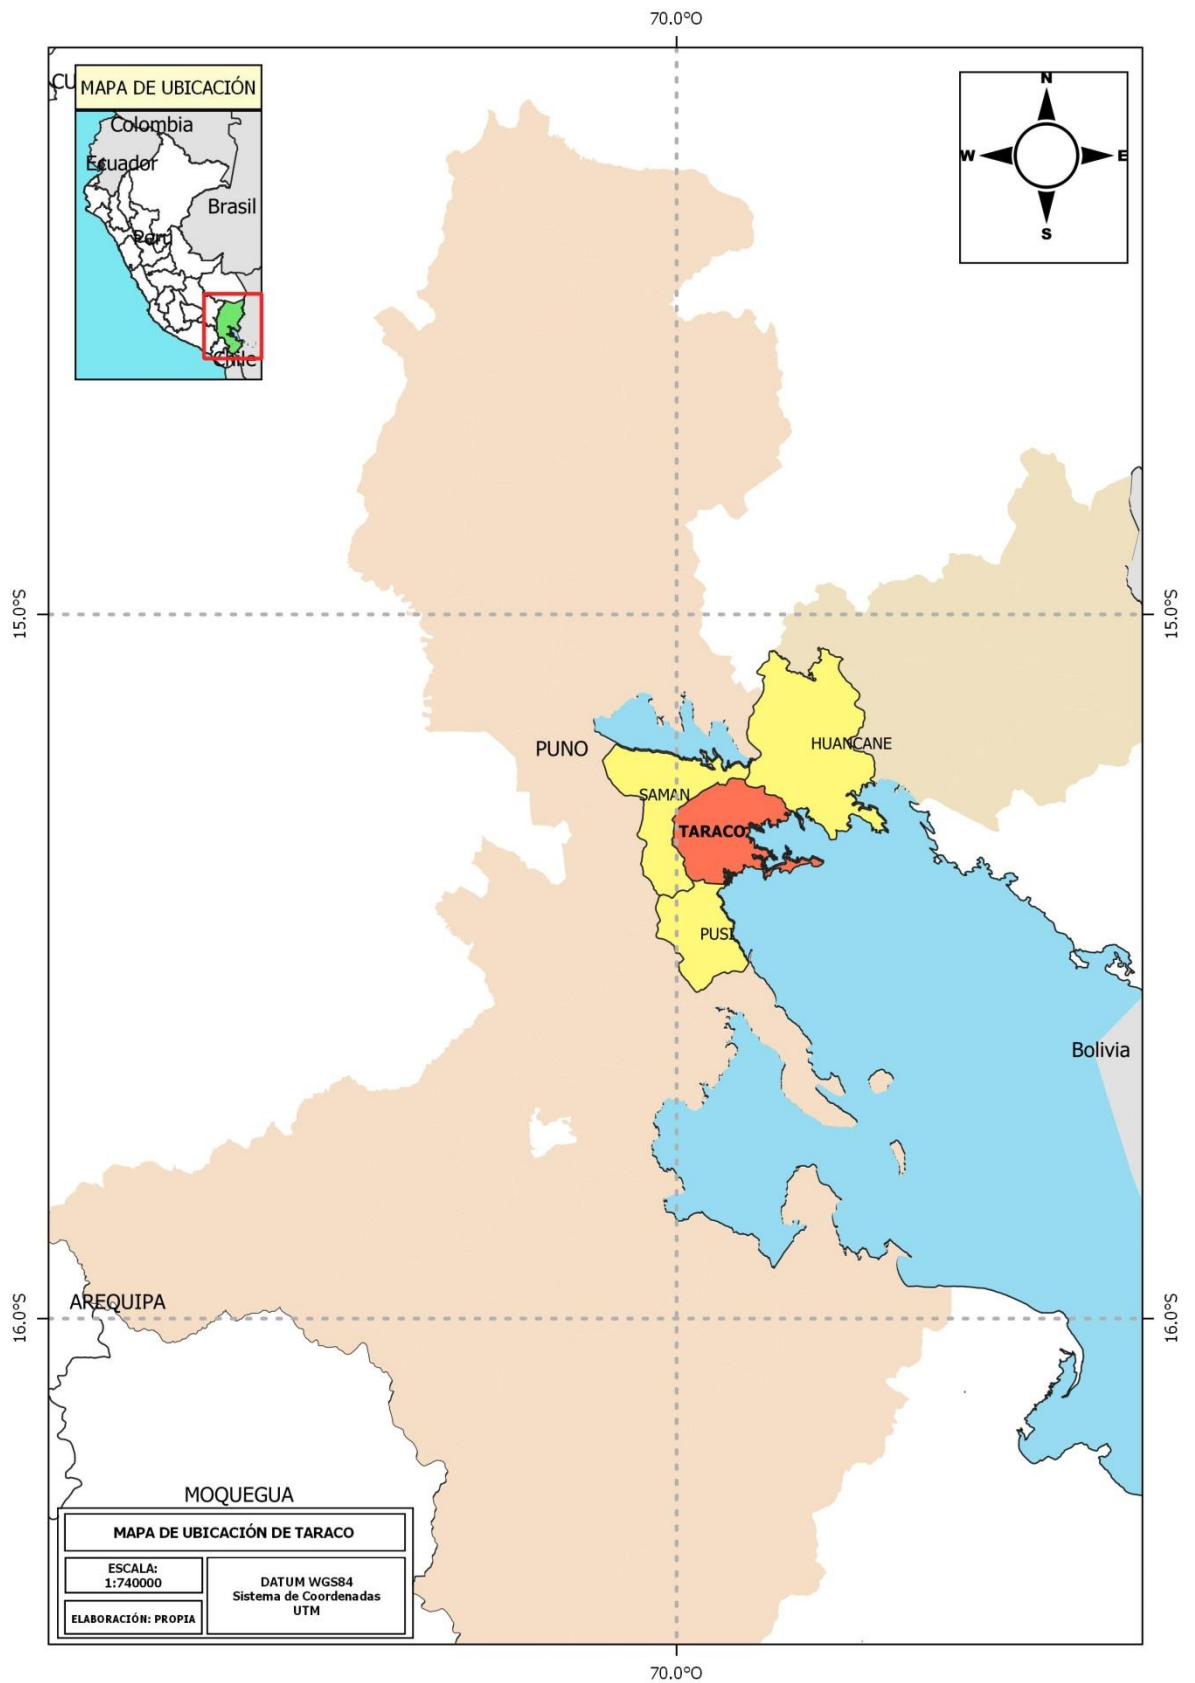 70.0°O
CU
MAPA DE UBICACIÓN
Colombia
Ecuador
Brasil
Perú
Chile
N
W
E
S
15.0°S
15.0°S
PUNO
HUANCANE
SAMAN
TARACO
PUSI
Bolivia
16.0°S
16.0°S
AREQUIPA
MOQUEGUA
MAPA DE UBICACIÓN DE TARACO
ESCALA:
1:740000
ELABORACIÓN: PROPIA
DATUM WGS84
Sistema de Coordenadas
UTM
70.0°O